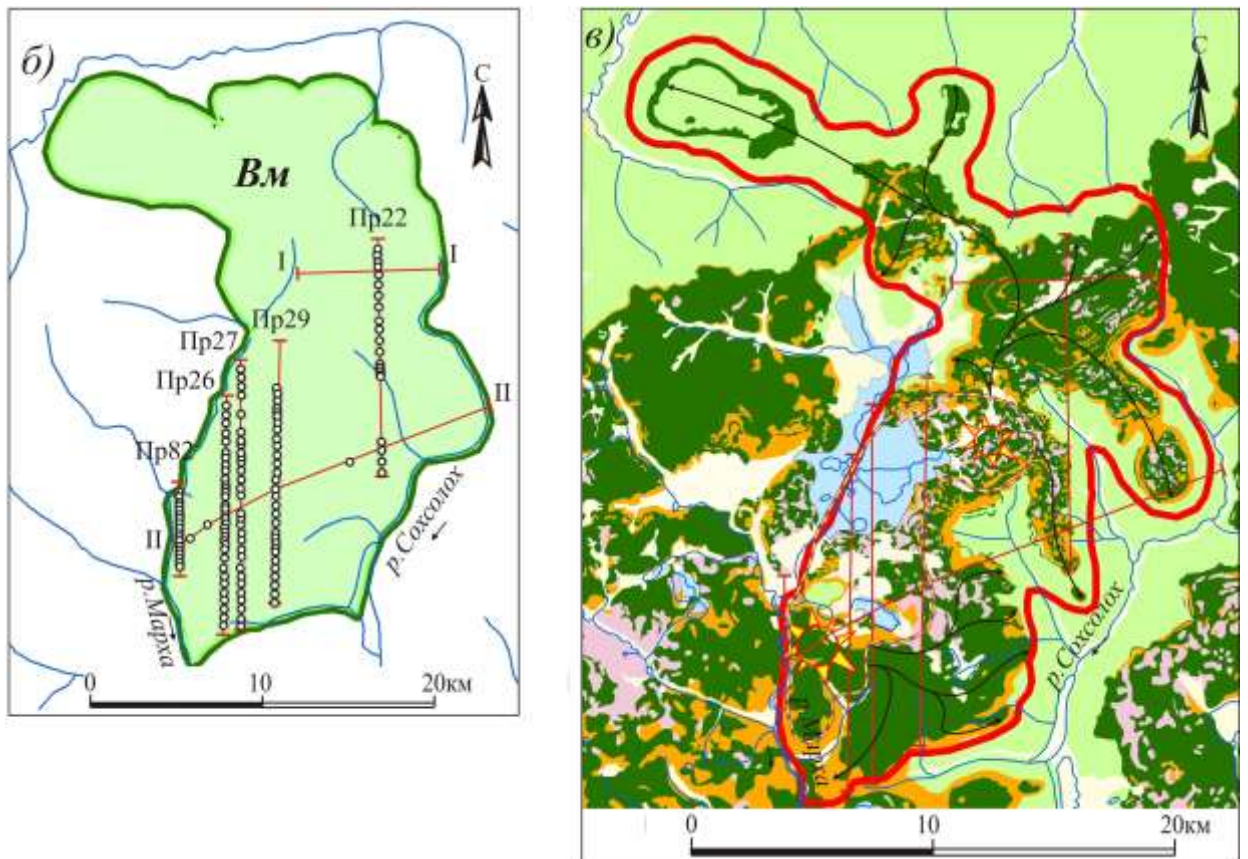 б)
С
Вм
Пр22
I
I
Пр29
Пр27
Пр26
II
Пр82
II
р.Сохсолох
р.Марха
0 10 20км
в)
С
р.Сохсолох
р.Марха
0 10 20км